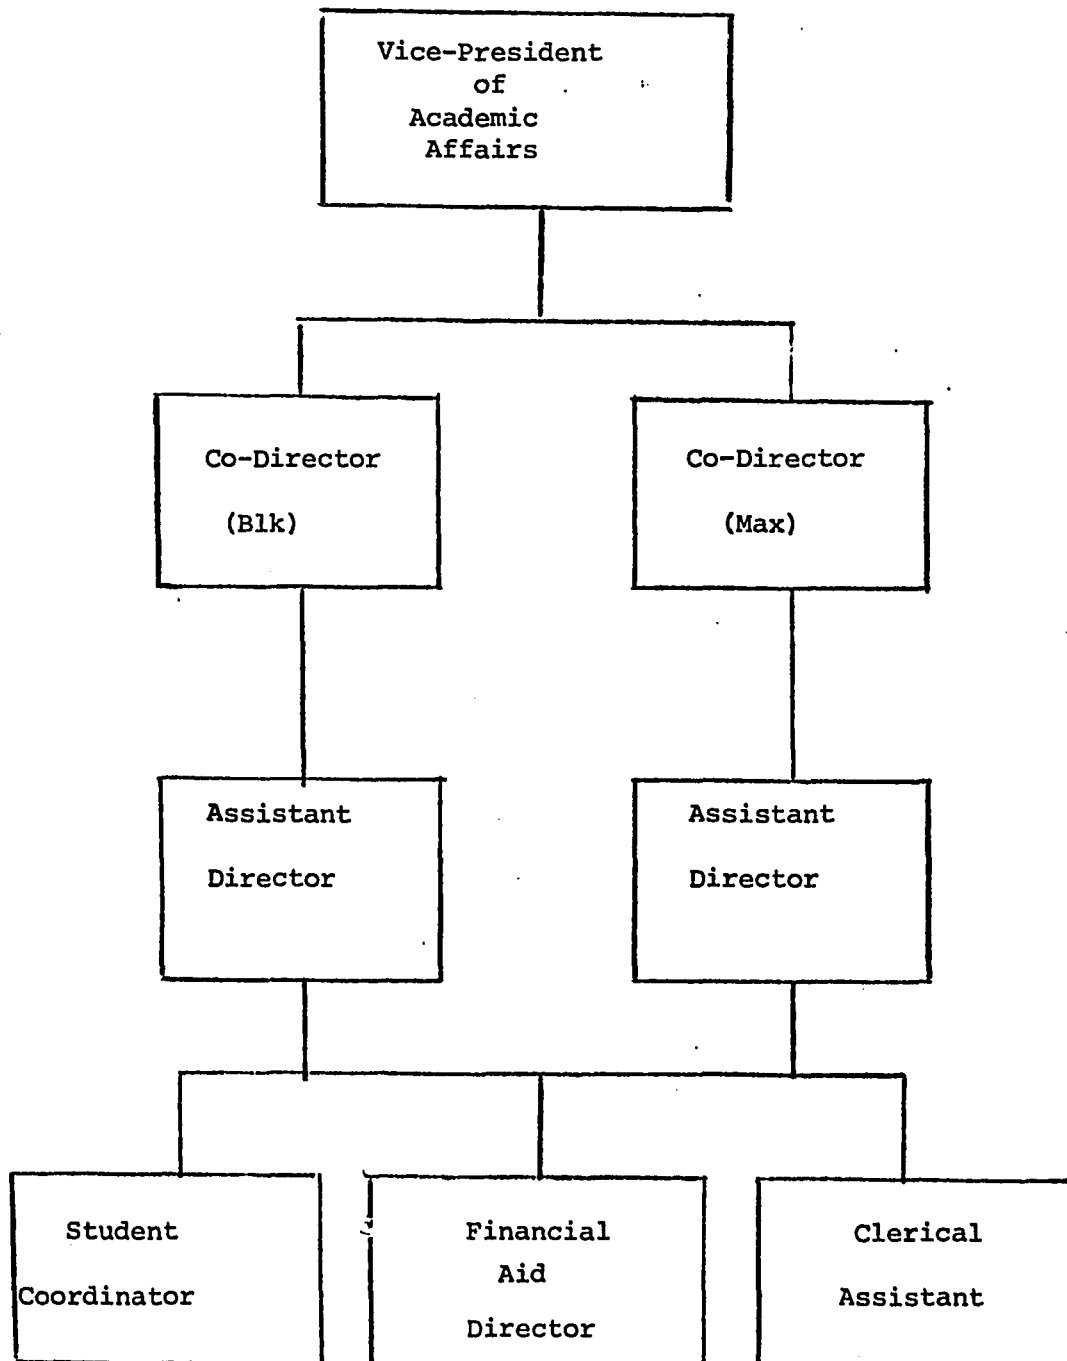 Vice-President
of
Academic
Affairs
Co-Director
(Blk)
Co-Director
(Max)
Assistant
Director
Assistant
Director
Student
Coordinator
Financial
Aid
Director
Clerical
Assistant